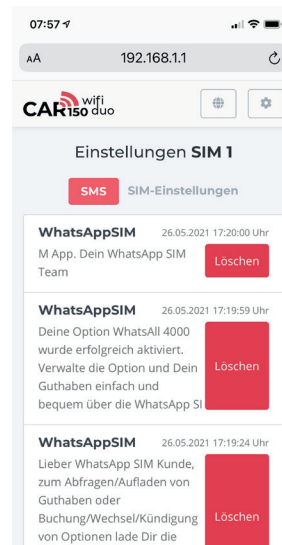 07:57
AA 192.168.1.1
CAR150 wifi duo
Einstellungen SIM 1
SMS SIM-Einstellungen
WhatsAppSIM 26.05.2021 17:20:00 Uhr
M App. Dein WhatsApp SIM
Team
Löschen
WhatsAppSIM 26.05.2021 17:19:59 Uhr
Deine Option WhatsAll 4000
wurde erfolgreich aktiviert.
Verwalte die Option und Dein
Guthaben einfach und
bequem über die WhatsApp SI
Löschen
WhatsAppSIM 26.05.2021 17:19:24 Uhr
Lieber WhatsApp SIM Kunde,
zum Abfragen/Aufladen von
Guthaben oder
Buchung/Wechsel/Kündigung
von Optionen lade Dir die
Löschen